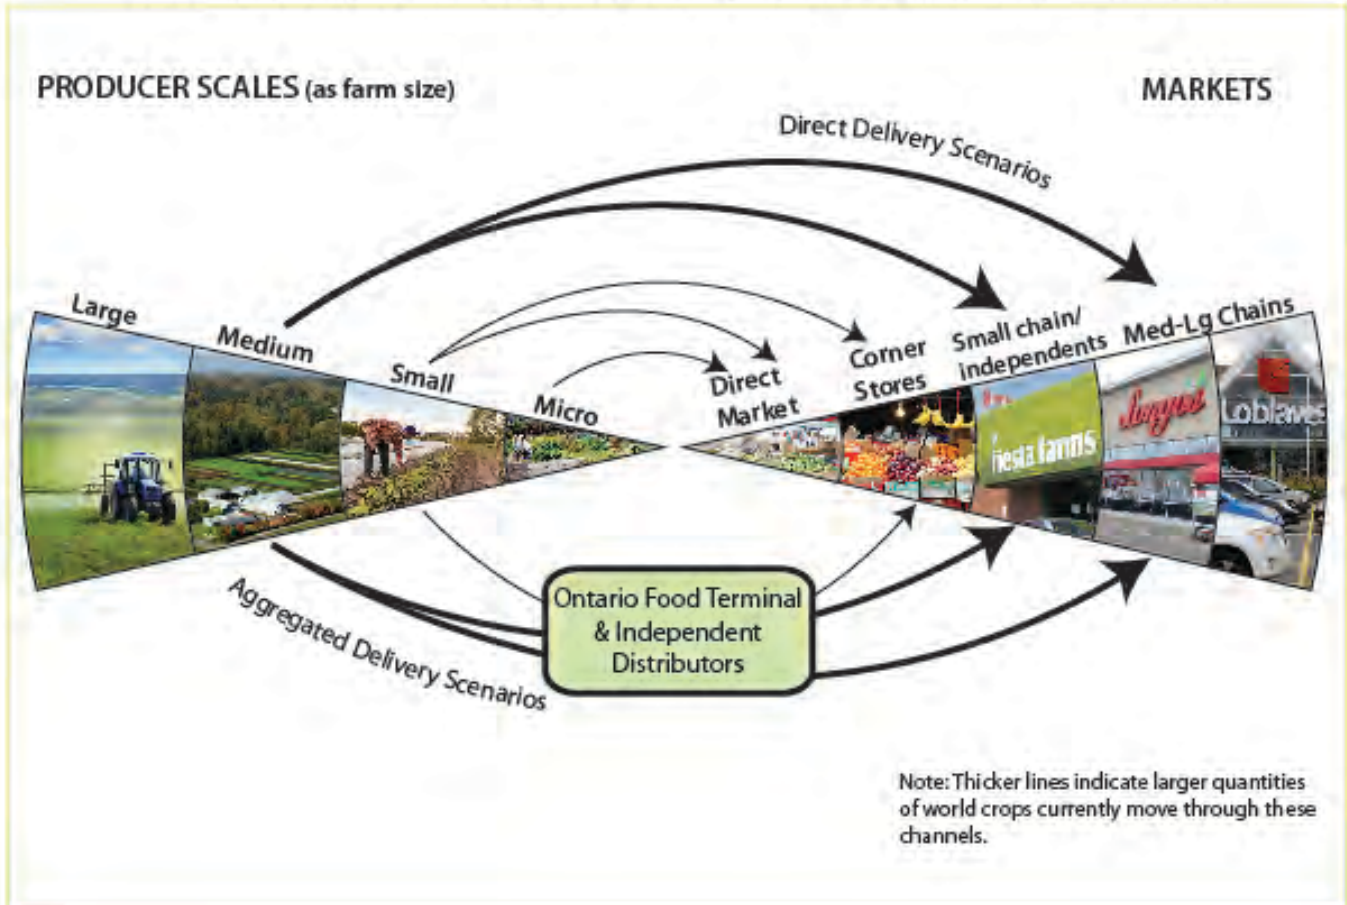 PRODUCER SCALES (as farm size)
MARKETS
Direct Delivery Scenarios
Large
Medium
Small
Micro
Direct
Market
Corner
Stores
Small chain/
independents
Med-Lg Chains
fiesta farms
Longo's
Loblaws
Aggregated Delivery Scenarios
Ontario Food Terminal
& Independent
Distributors
Note: Thicker lines indicate larger quantities
of world crops currently move through these
channels.